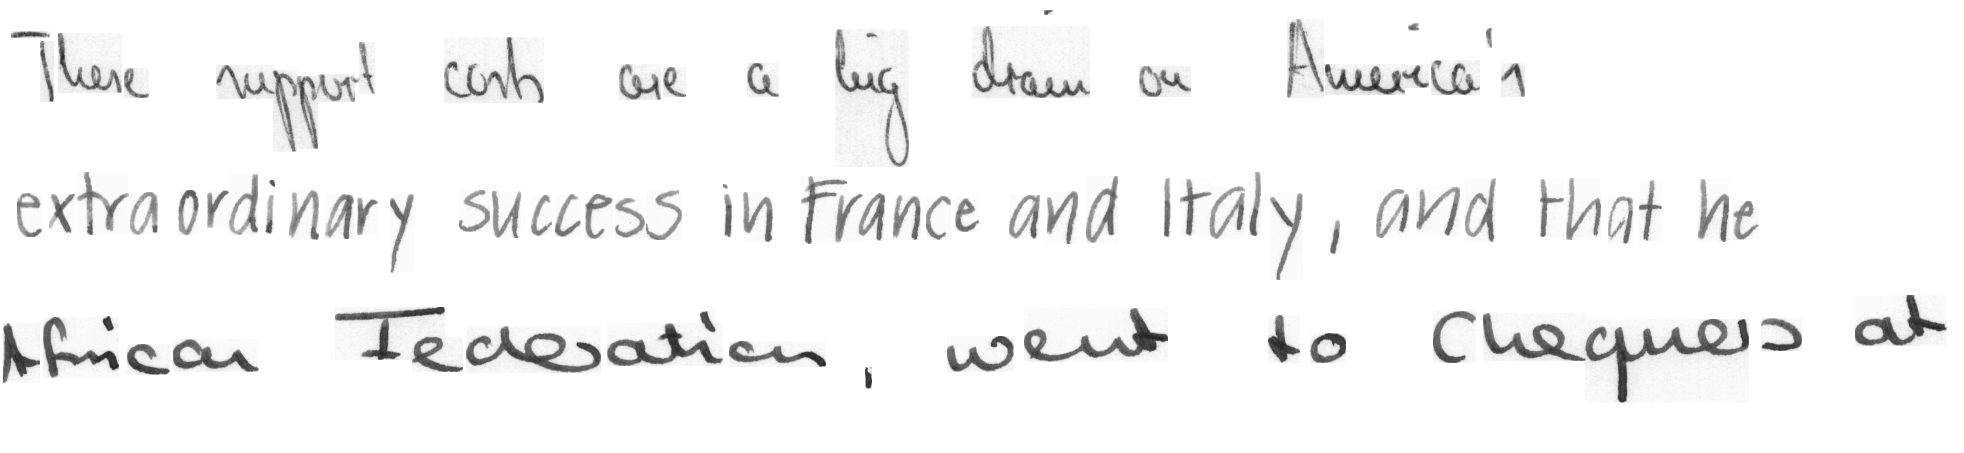 These support costs are a big drain on America's
extraordinary success in France and Italy, and that he
African Federation, went to Chequers at